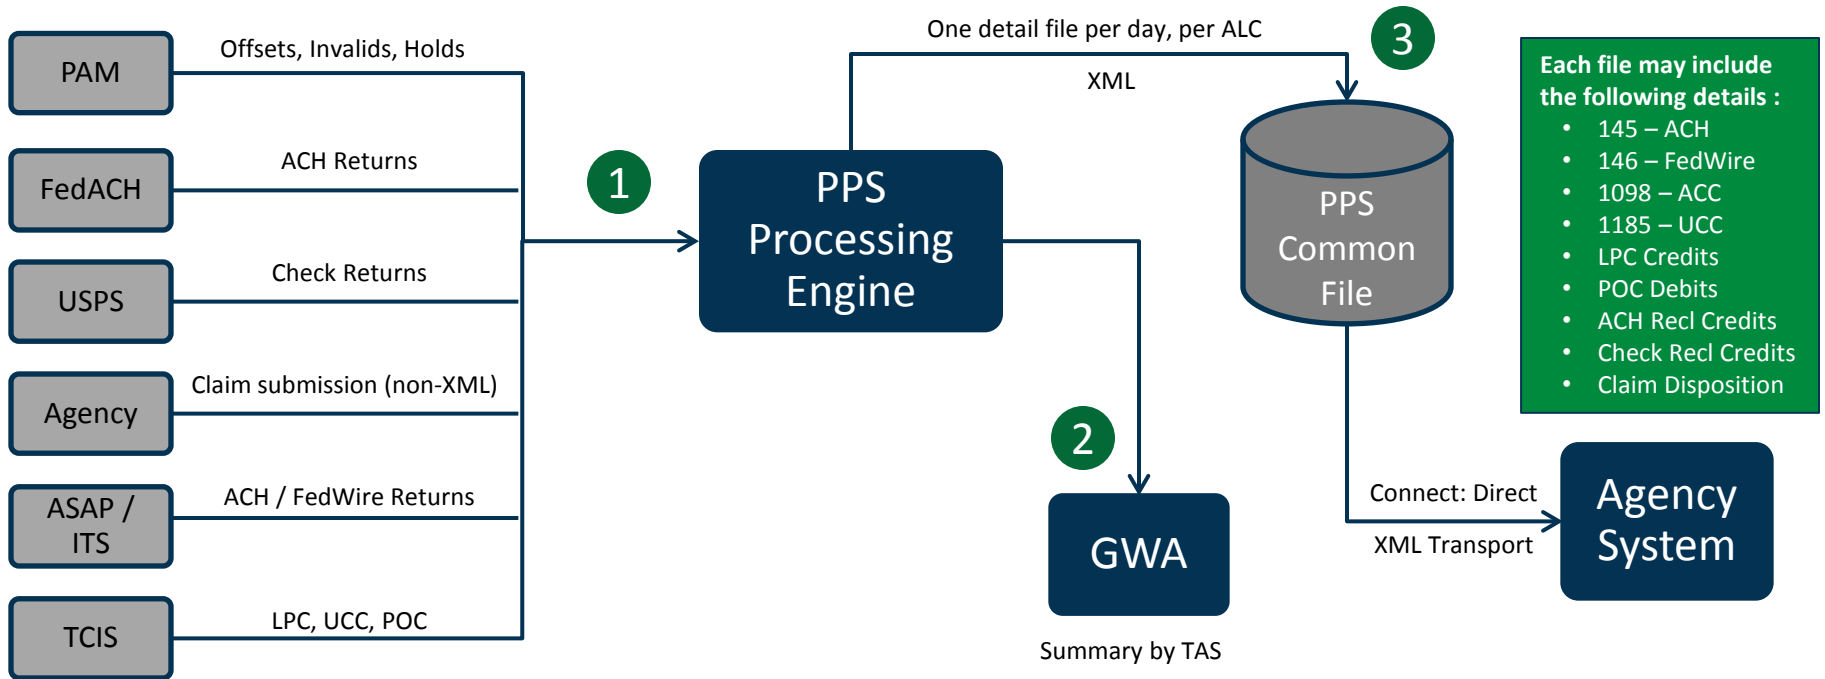 PAM
Offsets, Invalids, Holds
FedACH
ACH Returns
USPS
Check Returns
Agency
Claim submission (non-XML)
ASAP /
ITS
ACH / FedWire Returns
TCIS
LPC, UCC, POC
1
PPS
Processing
Engine
2
GWA
Summary by TAS
One detail file per day, per ALC
XML
3
PPS
Common
File
Connect: Direct
XML Transport
Agency
System
Each file may include
the following details :
• 145 – ACH
• 146 – FedWire
• 1098 – ACC
• 1185 – UCC
• LPC Credits
• POC Debits
• ACH Recl Credits
• Check Recl Credits
• Claim Disposition